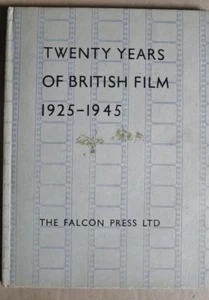 TWENTY YEARS
OF BRITISH FILM
1925-1945
THE FALCON PRESS LTD